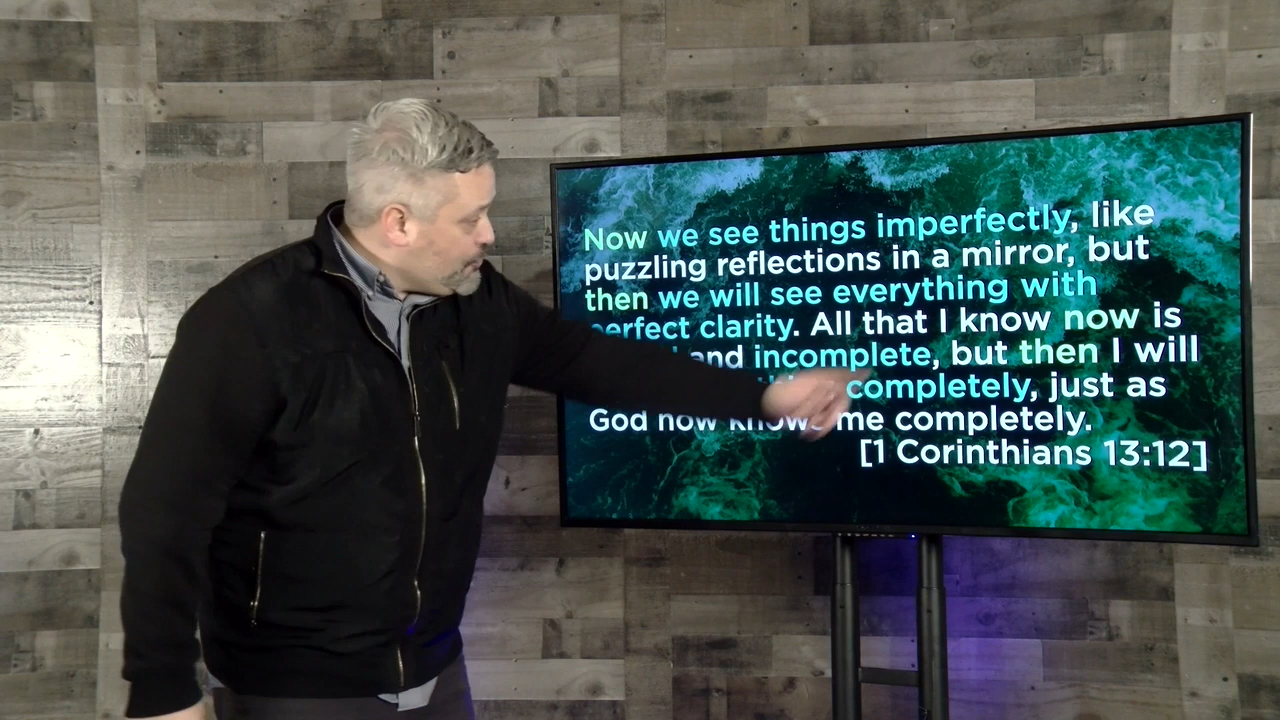 Now we see things imperfectly, like
puzzling reflections in a mirror, but
then we will see everything with
perfect clarity. All that I know now is
and incomplete, but then I will
completely, just as
God now knows me completely.
[1 Corinthians 13:12]